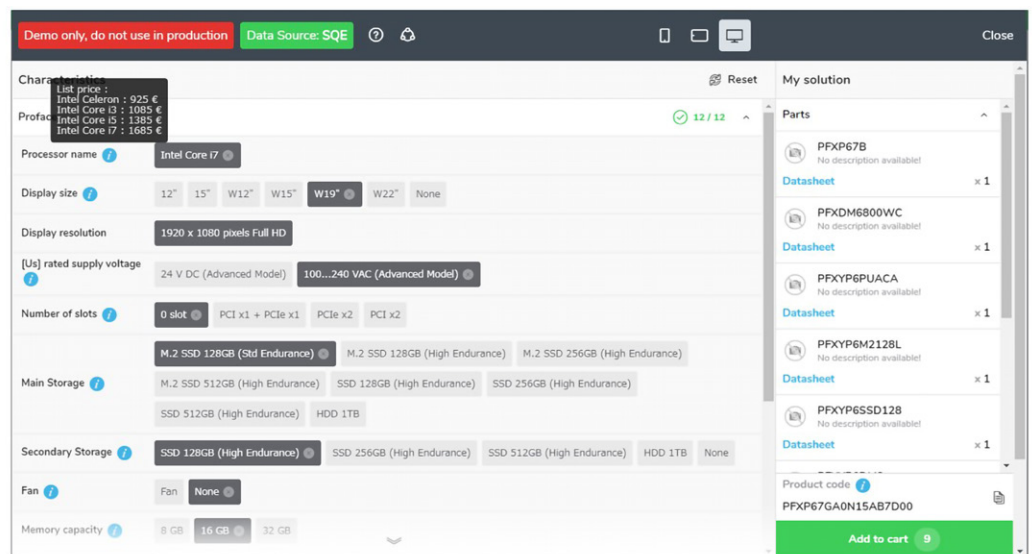 Demo only, do not use in production Data Source: SQE Close
Characteristics Reset My solution
List price :
Intel Celeron : 925 €
Intel Core i3 : 1085 €
Intel Core i5 : 1385 €
Intel Core i7 : 1685 €
12 / 12 Parts
Processor name Intel Core i7
PFXP67B
No description available!
Datasheet x 1
Display size 12" 15" W12" W15" W19" W22" None
Display resolution 1920 x 1080 pixels Full HD
PFXDM6800WC
No description available!
Datasheet x 1
[Us] rated supply voltage 24 V DC (Advanced Model) 100...240 VAC (Advanced Model)
PFXYP6PUACA
No description available!
Datasheet x 1
Number of slots 0 slot PCI x1 + PCIe x1 PCIe x2 PCI x2
Main Storage M.2 SSD 128GB (Std Endurance) M.2 SSD 128GB (High Endurance) M.2 SSD 256GB (High Endurance)
M.2 SSD 512GB (High Endurance) SSD 128GB (High Endurance) SSD 256GB (High Endurance)
SSD 512GB (High Endurance) HDD 1TB
PFXYP6M2128L
No description available!
Datasheet x 1
PFXYP6SSD128
No description available!
Datasheet x 1
Secondary Storage SSD 128GB (High Endurance) SSD 256GB (High Endurance) SSD 512GB (High Endurance) HDD 1TB None
Fan Fan None
Memory capacity 8 GB 16 GB 32 GB
Product code
PFXP67GA0N15AB7D00
Add to cart 9